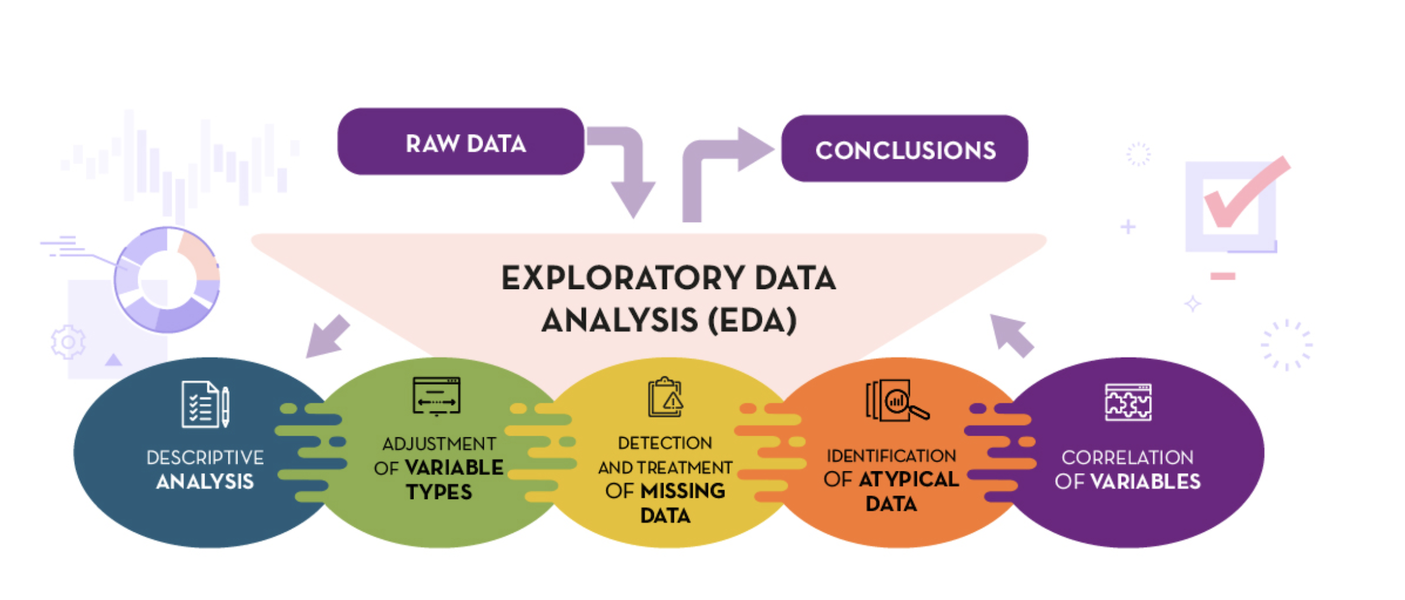 RAW DATA
CONCLUSIONS
EXPLORATORY DATA
ANALYSIS (EDA)
DESCRIPTIVE
ANALYSIS
ADJUSTMENT
OF VARIABLE
TYPES
DETECTION
AND TREATMENT
OF MISSING
DATA
IDENTIFICATION
OF ATYPICAL
DATA
CORRELATION
OF VARIABLES